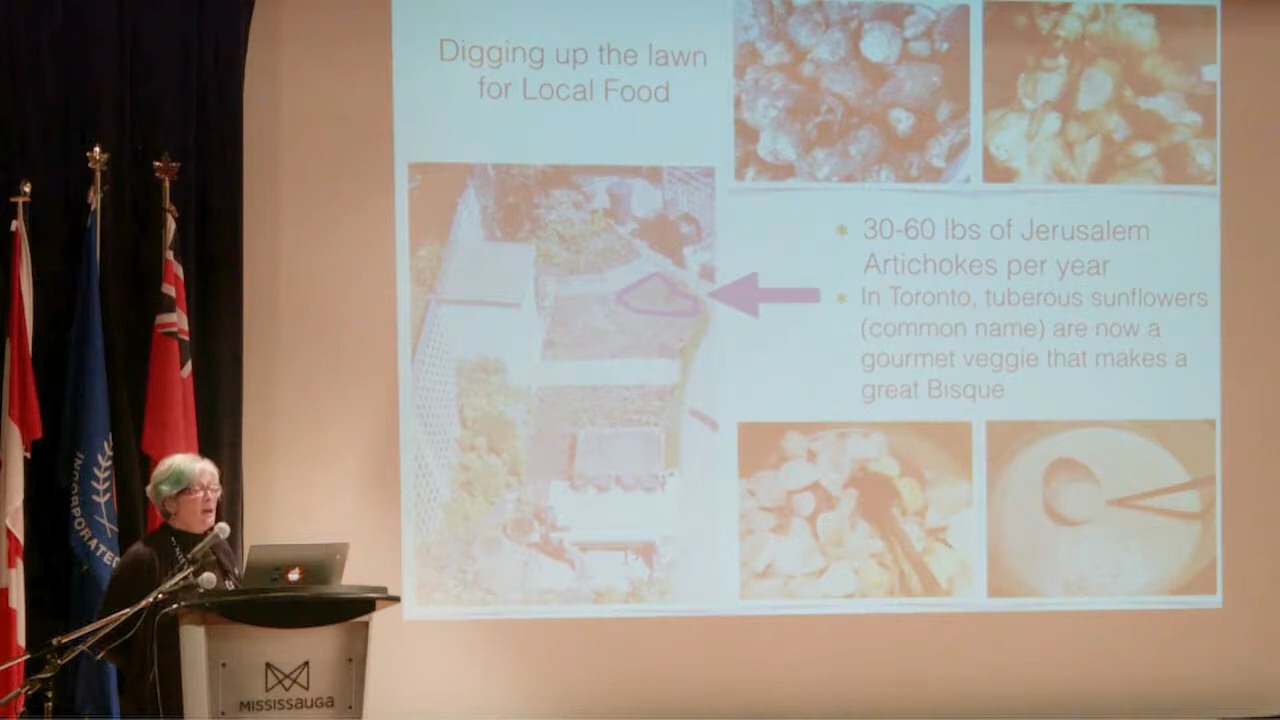 Digging up the lawn
for Local Food
30-60 lbs of Jerusalem
Artichokes per year
In Toronto, tuberous sunflowers
(common name) are now a
gourmet veggie that makes a
great Bisque
INCORPORATED
MISSISSAUGA